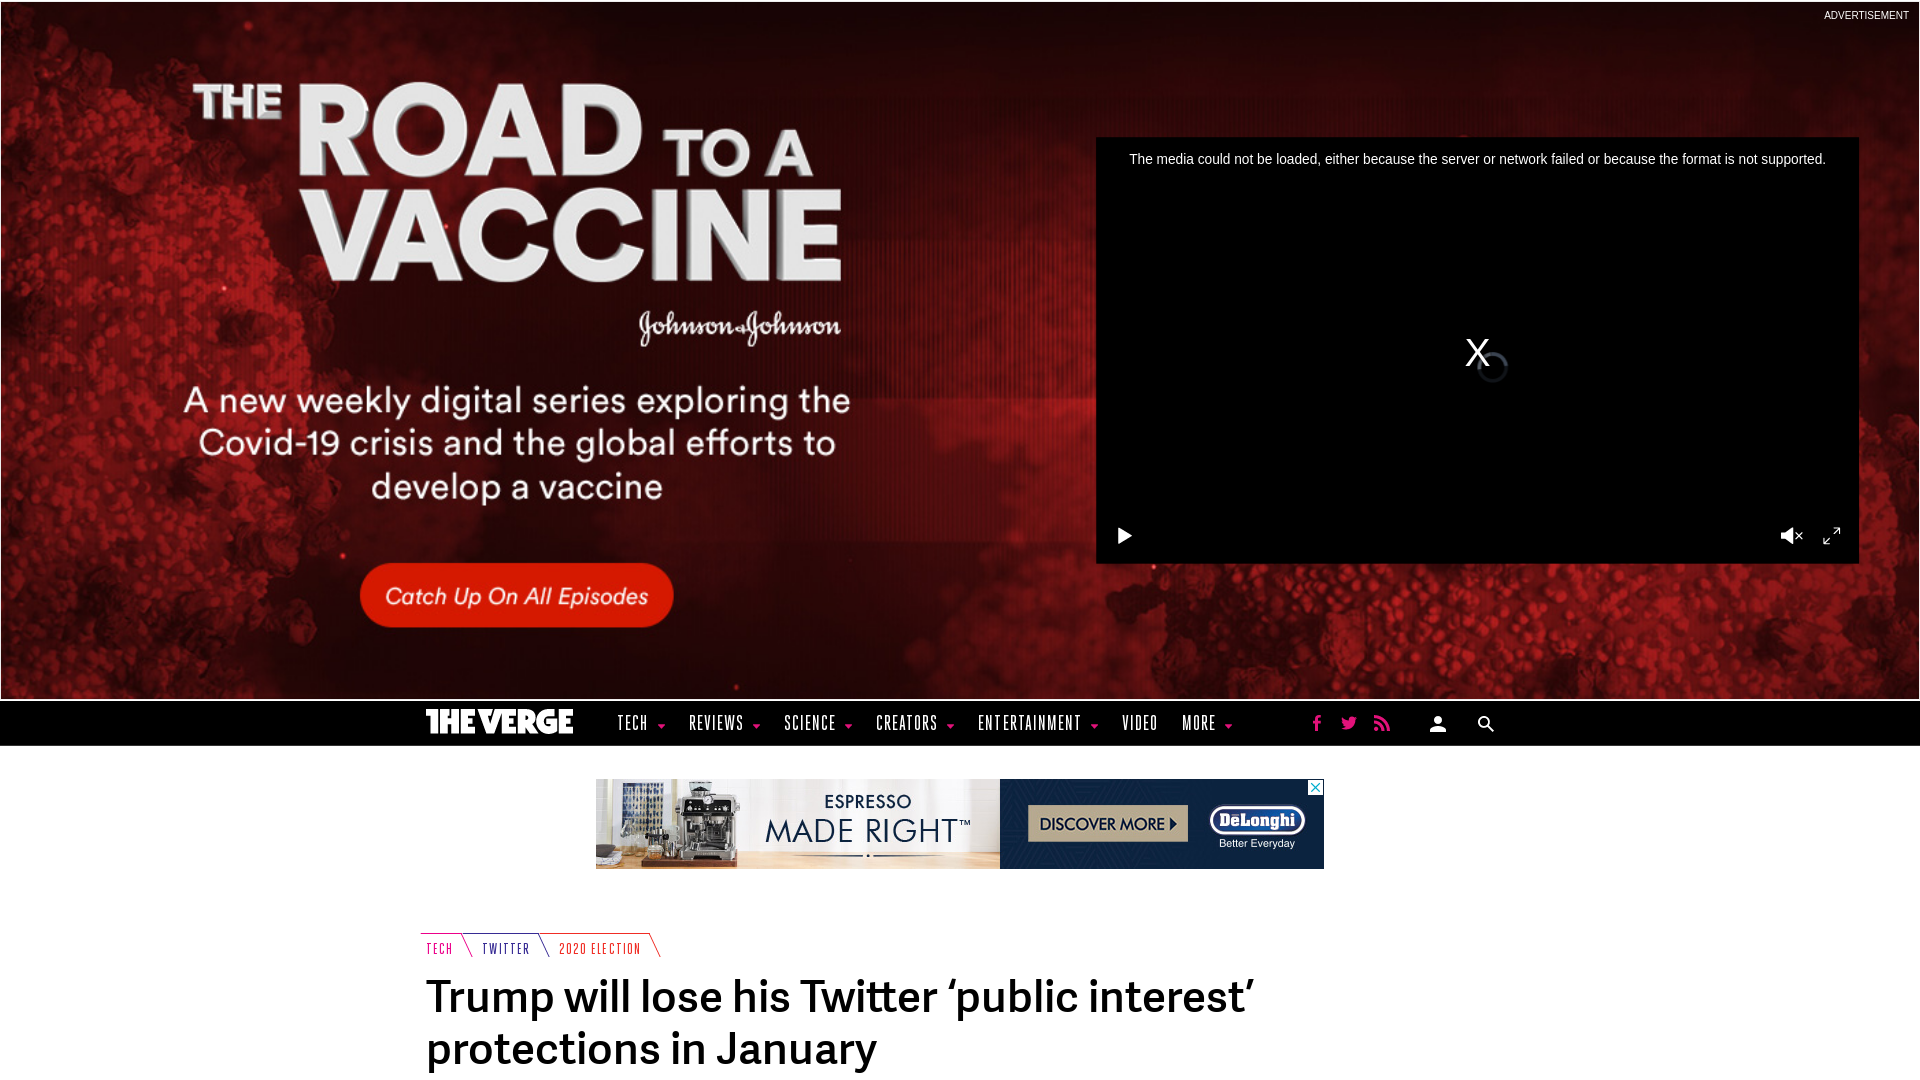 ADVERTISEMENT
THE ROAD TO A
VACCINE
Johnson & Johnson
A new weekly digital series exploring the
Covid-19 crisis and the global efforts to
develop a vaccine
Catch Up On All Episodes
The media could not be loaded, either because the server or network failed or because the format is not supported.
X
THE VERGE
TECH
REVIEWS
SCIENCE
CREATORS
ENTERTAINMENT
VIDEO
MORE
ESPRESSO
MADE RIGHT™
DISCOVER MORE
DeLonghi
Better Everyday
TECH
TWITTER
2020 ELECTION
Trump will lose his Twitter ‘public interest’
protections in January